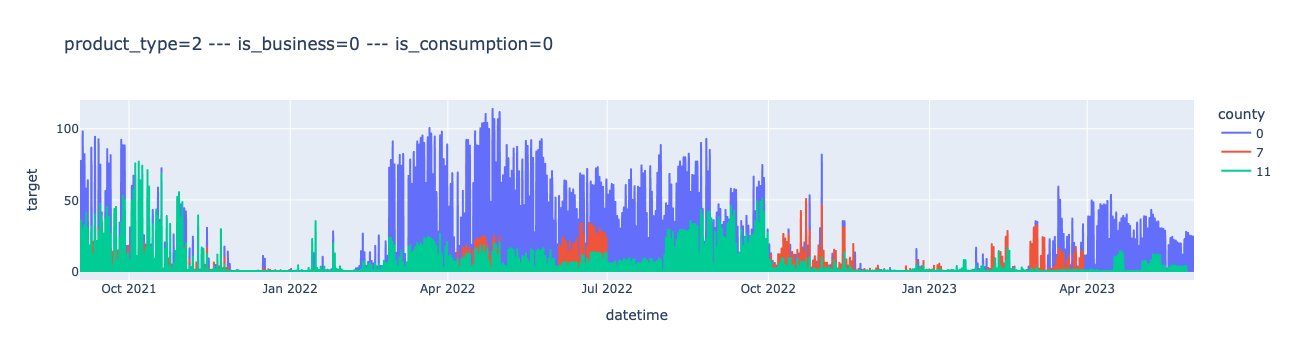 product_type=2 --- is_business=0 --- is_consumption=0
county
0
7
11
target
100
50
0
Oct 2021
Jan 2022
Apr 2022
Jul 2022
Oct 2022
Jan 2023
Apr 2023
datetime